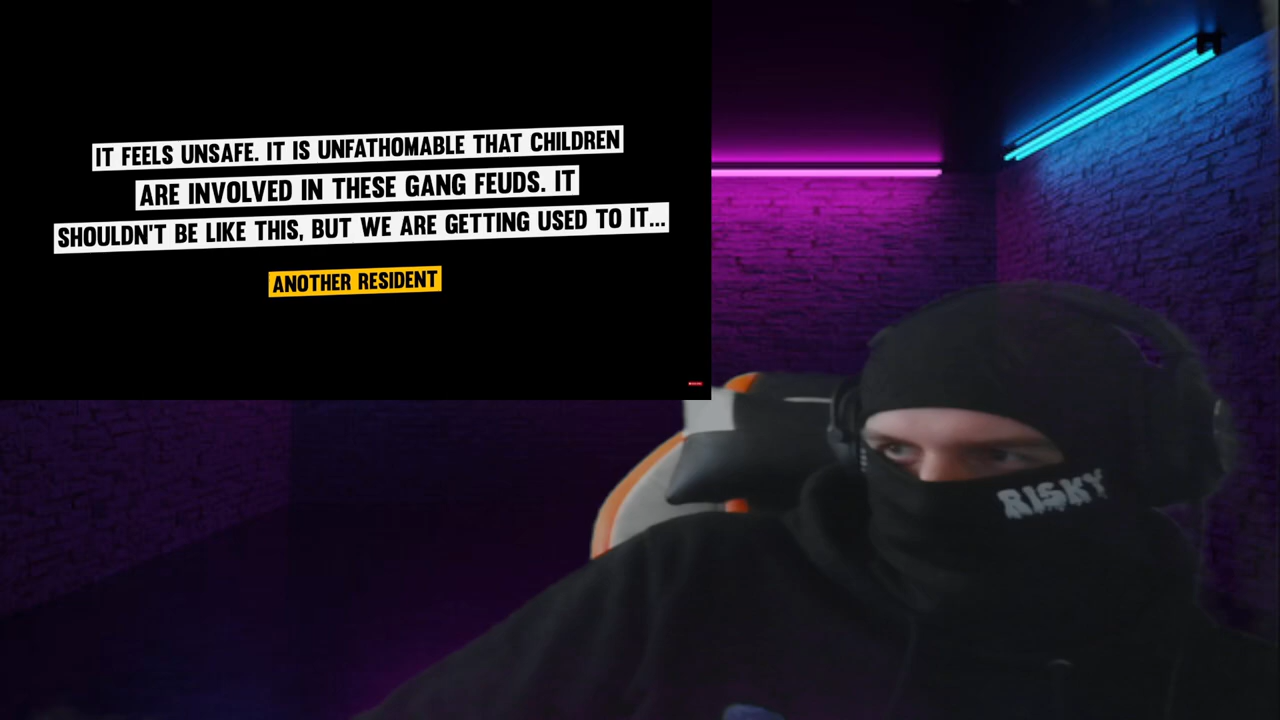 IT FEELS UNSAFE. IT IS UNFATHOMABLE THAT CHILDREN
ARE INVOLVED IN THESE GANG FEUDS. IT
SHOULDN'T BE LIKE THIS, BUT WE ARE GETTING USED TO IT...
ANOTHER RESIDENT
RISKY